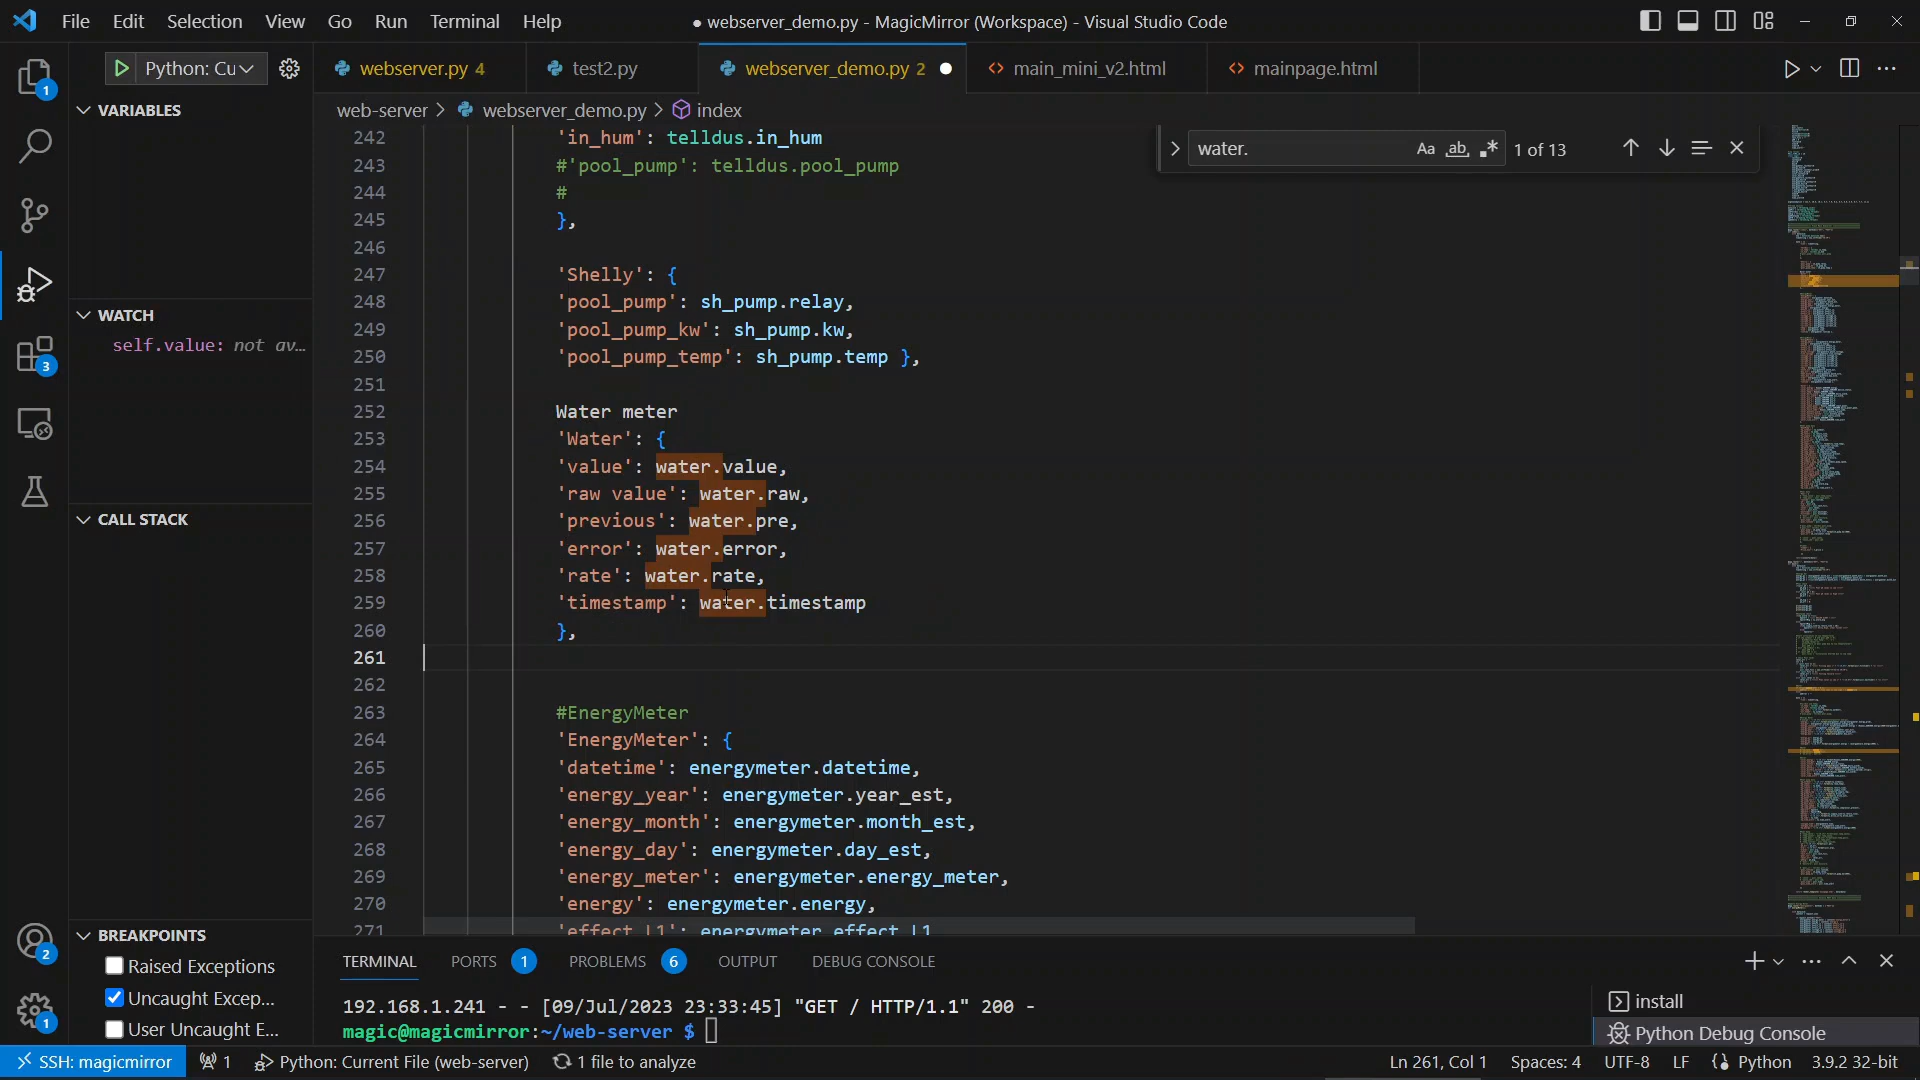 File Edit Selection View Go Run Terminal Help
● webserver_demo.py - MagicMirror (Workspace) - Visual Studio Code
Python: Cu
webserver.py 4
test2.py
webserver_demo.py 2
main_mini_v2.html
mainpage.html
web-server > webserver_demo.py > index
1
3
2
1
VARIABLES
WATCH
self.value: not av…
CALL STACK
BREAKPOINTS
Raised Exceptions
Uncaught Excep…
User Uncaught E…
water.
Aa ab .*
1 of 13
242 'in_hum': telldus.in_hum
243 #'pool_pump': telldus.pool_pump
244 #
245 },
246
247 'Shelly': {
248 'pool_pump': sh_pump.relay,
249 'pool_pump_kw': sh_pump.kw,
250 'pool_pump_temp': sh_pump.temp },
251
252 Water meter
253 'Water': {
254 'value': water.value,
255 'raw value': water.raw,
256 'previous': water.pre,
257 'error': water.error,
258 'rate': water.rate,
259 'timestamp': water.timestamp
260 },
261
262
263 #EnergyMeter
264 'EnergyMeter': {
265 'datetime': energymeter.datetime,
266 'energy_year': energymeter.year_est,
267 'energy_month': energymeter.month_est,
268 'energy_day': energymeter.day_est,
269 'energy_meter': energymeter.energy_meter,
270 'energy': energymeter.energy,
271 'effect_L1': energymeter.effect_L1
TERMINAL PORTS 1 PROBLEMS 6 OUTPUT DEBUG CONSOLE
192.168.1.241 - - [09/Jul/2023 23:33:45] "GET / HTTP/1.1" 200 -
magic@magicmirror:~/web-server $
install
Python Debug Console
SSH: magicmirror 1 Python: Current File (web-server) 1 file to analyze
Ln 261, Col 1 Spaces: 4 UTF-8 LF {} Python 3.9.2 32-bit